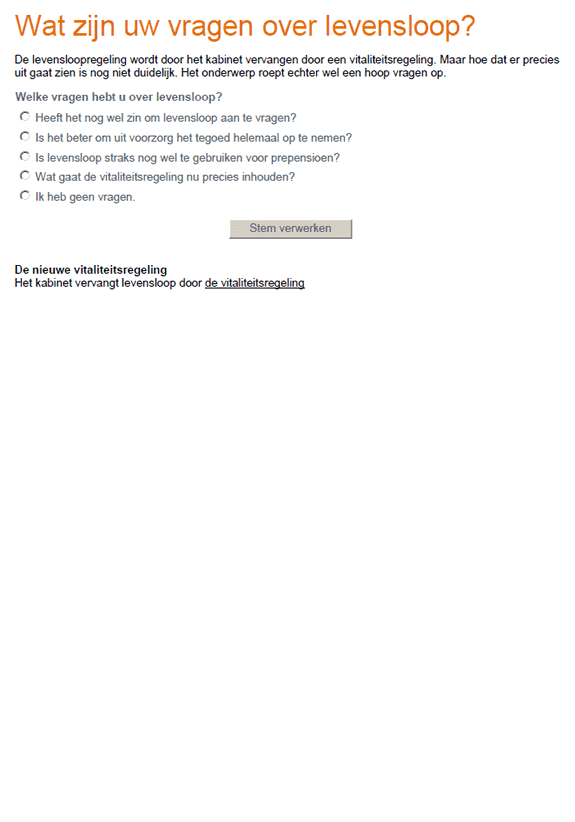 Wat zijn uw vragen over levensloop?
De levensloopregeling wordt door het kabinet vervangen door een vitaliteitsregeling. Maar hoe dat er precies
uit gaat zien is nog niet duidelijk. Het onderwerp roept echter wel een hoop vragen op.
Welke vragen hebt u over levensloop?
Heeft het nog wel zin om levensloop aan te vragen?
Is het beter om uit voorzorg het tegoed helemaal op te nemen?
Is levensloop straks nog wel te gebruiken voor prepensioen?
Wat gaat de vitaliteitsregeling nu precies inhouden?
Ik heb geen vragen.
Stem verwerken
De nieuwe vitaliteitsregeling
Het kabinet vervangt levensloop door de vitaliteitsregeling